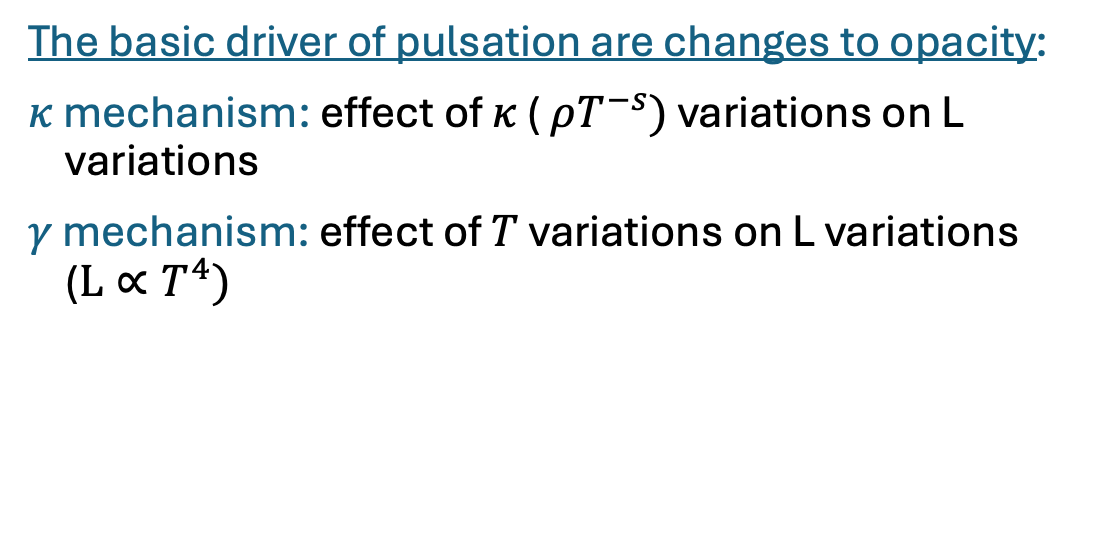 The basic driver of pulsation are changes to opacity:
κ mechanism: effect of κ ( ρT⁻ˢ) variations on L
variations
γ mechanism: effect of T variations on L variations
(L ∝ T⁴)